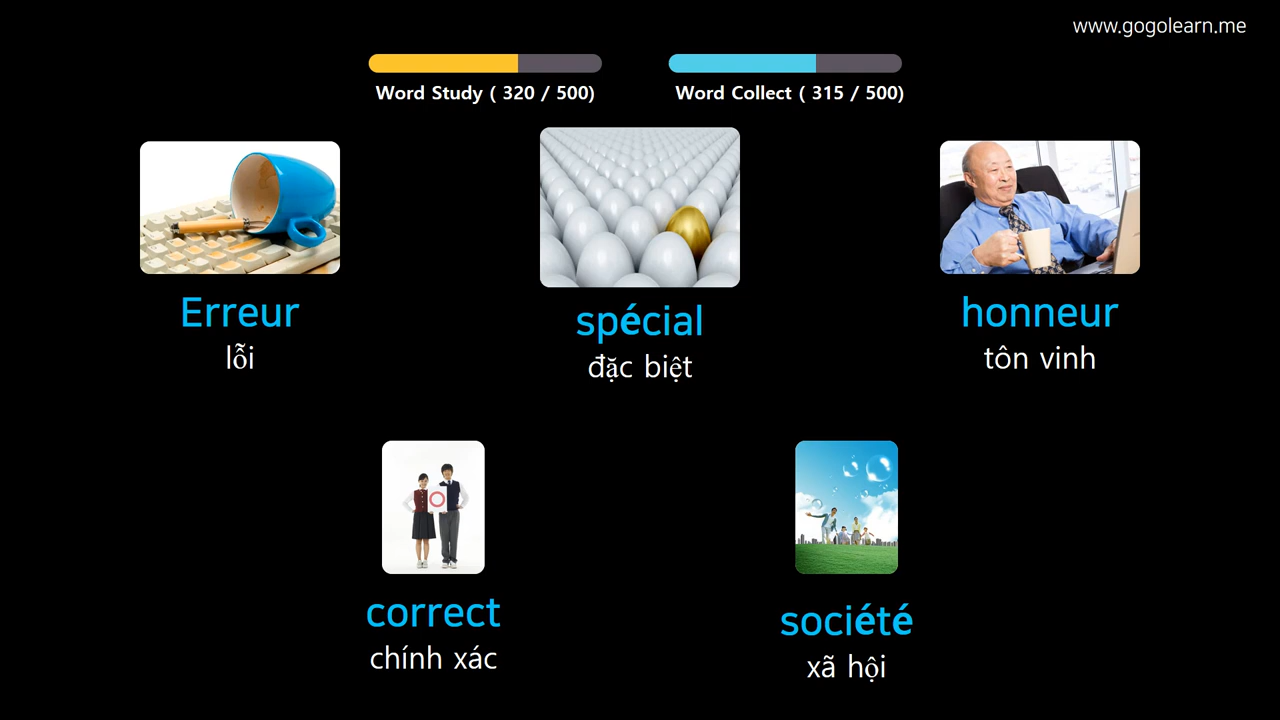 www.gogolearn.me
Word Study ( 320 / 500)
Word Collect ( 315 / 500)
Erreur
lỗi
spécial
đặc biệt
honneur
tôn vinh
correct
chính xác
société
xã hội